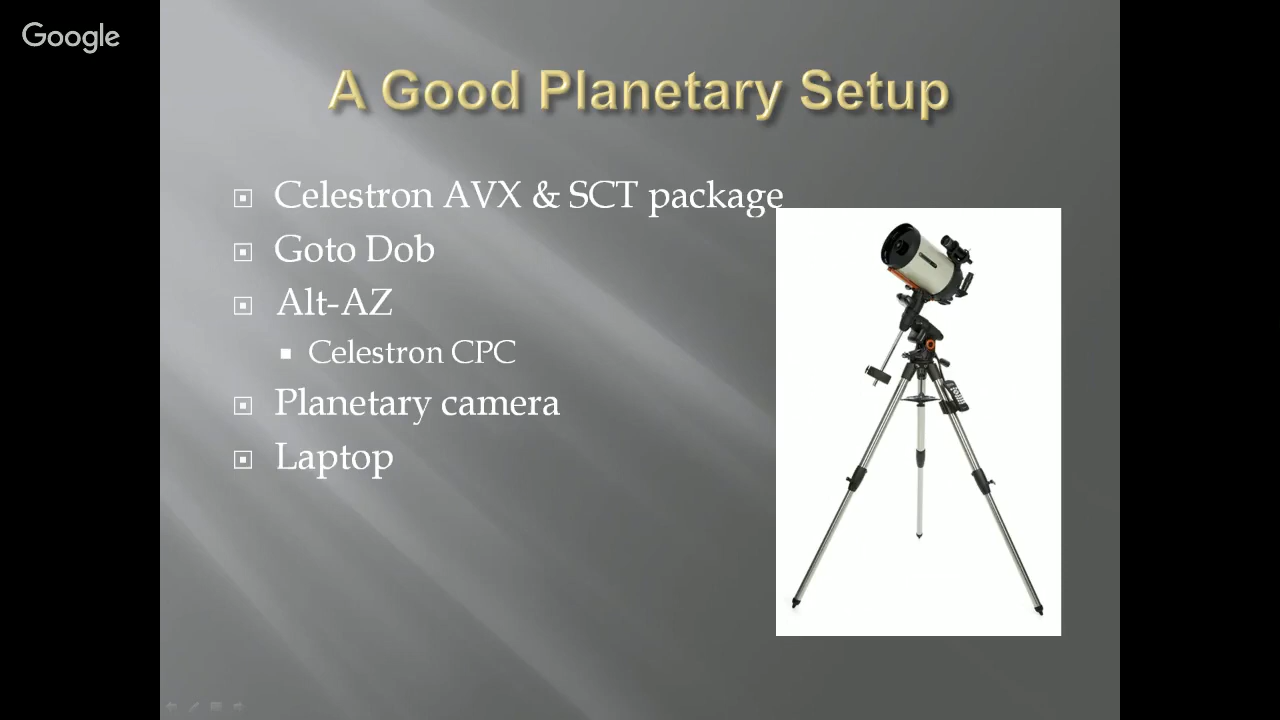 Google
A Good Planetary Setup
Celestron AVX & SCT package
Goto Dob
Alt-AZ
Celestron CPC
Planetary camera
Laptop